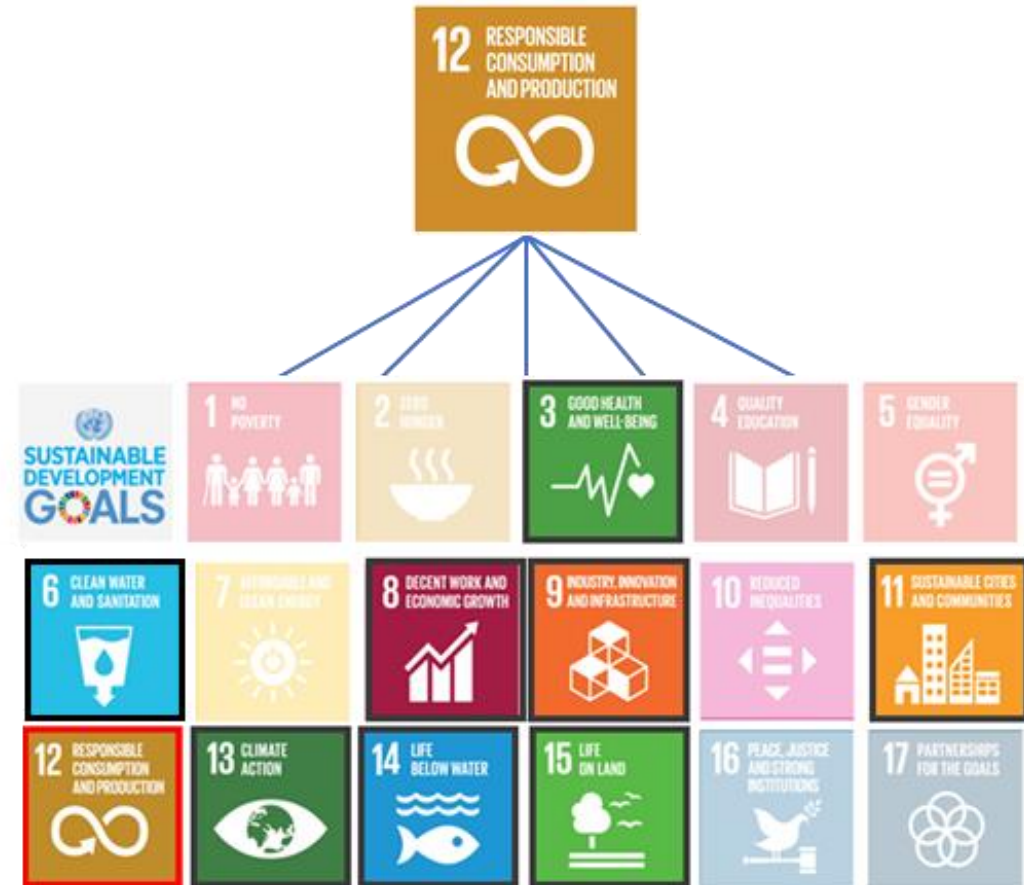 12 RESPONSIBLE
CONSUMPTION
AND PRODUCTION
SUSTAINABLE
DEVELOPMENT
GOALS
1 NO
POVERTY
2 ZERO
HUNGER
3 GOOD HEALTH
AND WELL-BEING
4 QUALITY
EDUCATION
5 GENDER
EQUALITY
6 CLEAN WATER
AND SANITATION
7 AFFORDABLE AND
CLEAN ENERGY
8 DECENT WORK AND
ECONOMIC GROWTH
9 INDUSTRY, INNOVATION
AND INFRASTRUCTURE
10 REDUCED
INEQUALITIES
11 SUSTAINABLE CITIES
AND COMMUNITIES
12 RESPONSIBLE
CONSUMPTION
AND PRODUCTION
13 CLIMATE
ACTION
14 LIFE
BELOW WATER
15 LIFE
ON LAND
16 PEACE, JUSTICE
AND STRONG
INSTITUTIONS
17 PARTNERSHIPS
FOR THE GOALS